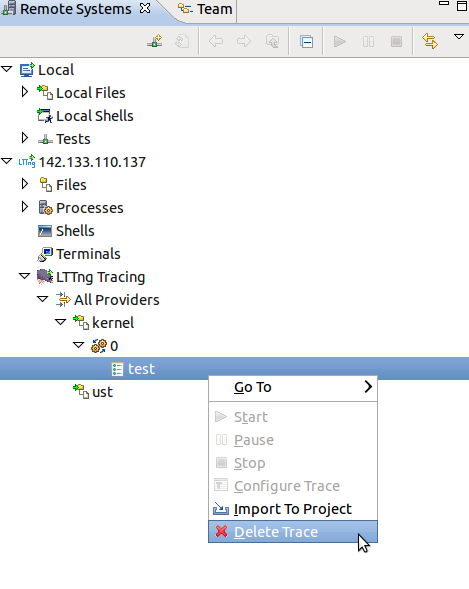 Remote Systems Team
Local
Local Files
Local Shells
Tests
LTTng 142.133.110.137
Files
Processes
Shells
Terminals
LTTng Tracing
All Providers
kernel
0
test
ust
Go To
Start
Pause
Stop
Configure Trace
Import To Project
Delete Trace